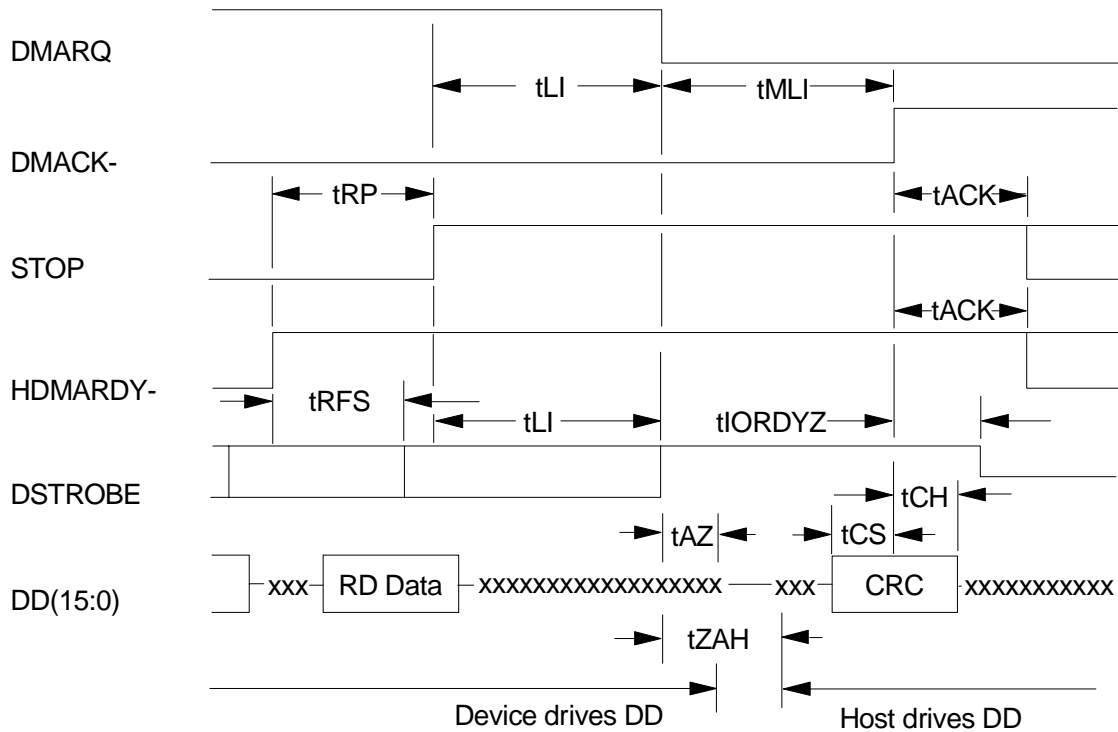 DMARQ
tLI
tMLI
DMACK-
tRP
tACK
STOP
tACK
HDMARDY-
tRFS
tLI
tIORDYZ
DSTROBE
tCH
tAZ
tCS
DD(15:0)
xxx
RD Data
xxxxxxxxxxxxxxxxxx
xxx
CRC
xxxxxxxxxxx
tZAH
Device drives DD
Host drives DD